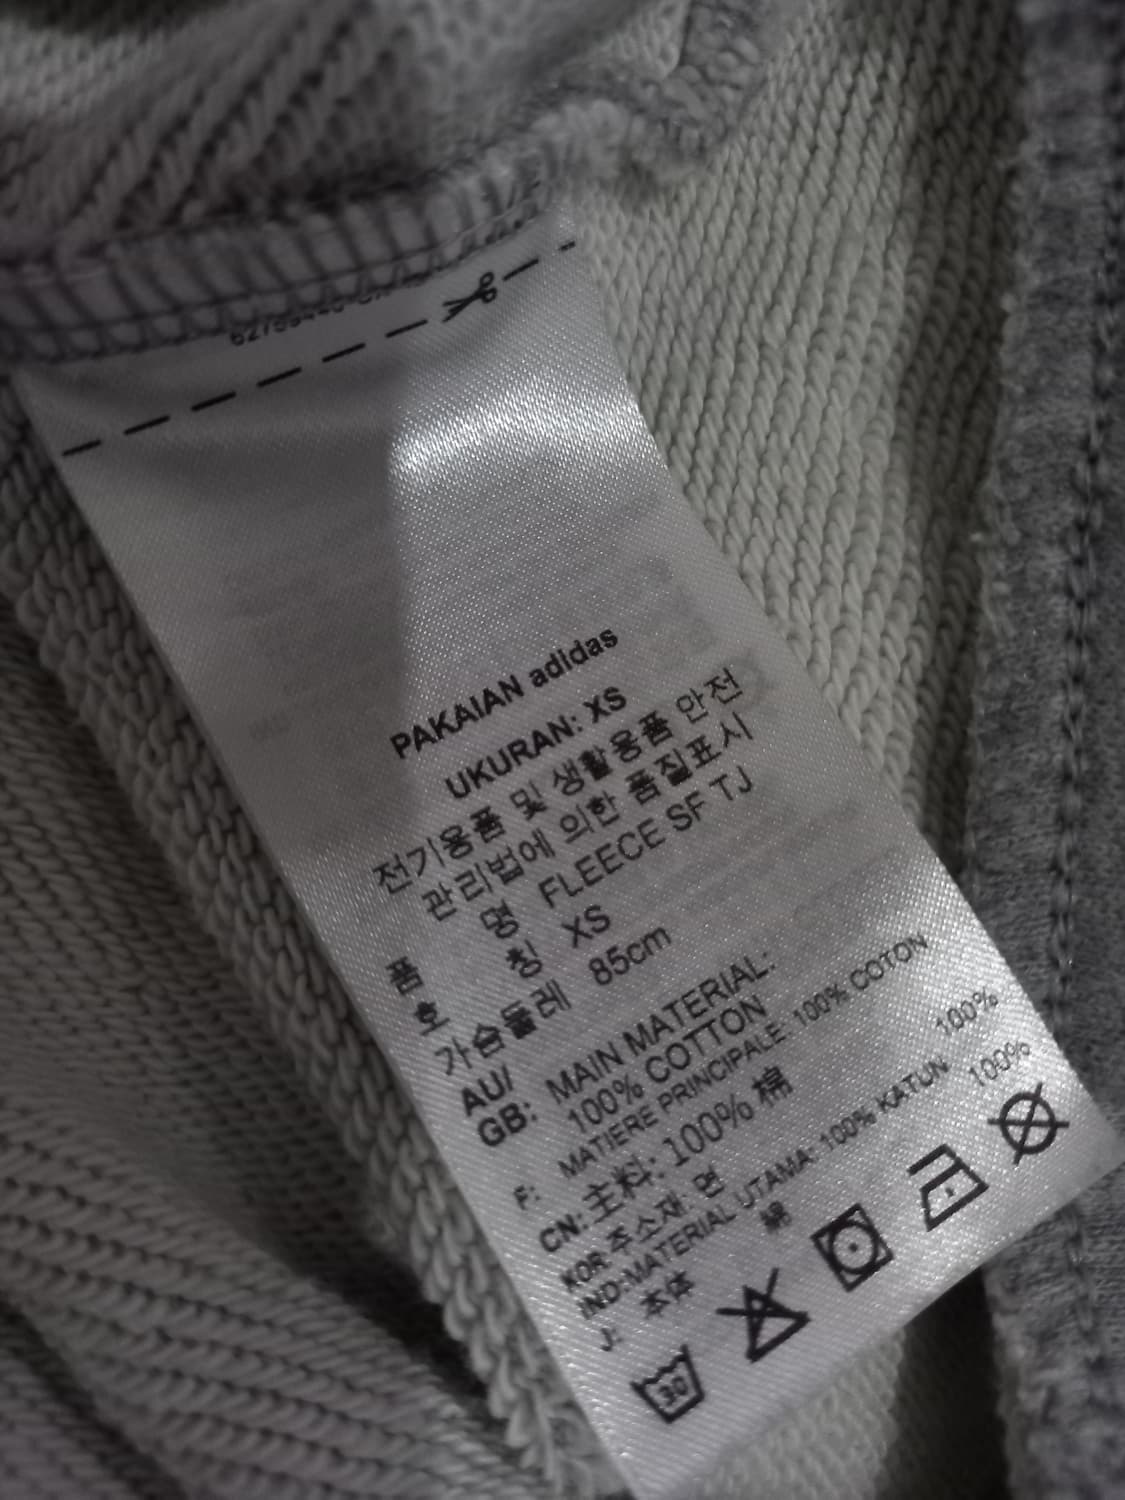 PAKAIAN adidas
UKURAN: XS
전기용품 및 생활용품 안전
관리법에 의한 품질표시
품 명 FLEECE SF TJ
호 칭 XS
가슴둘레 85cm
AU/ MAIN MATERIAL:
GB: 100% COTTON
F: MATIERE PRINCIPALE: 100% COTON
CN: 主料: 100% 棉
KOR: 주소재: 면 100%
IND: MATERIAL UTAMA: 100% KATUN
J: 本体 綿 100%
30